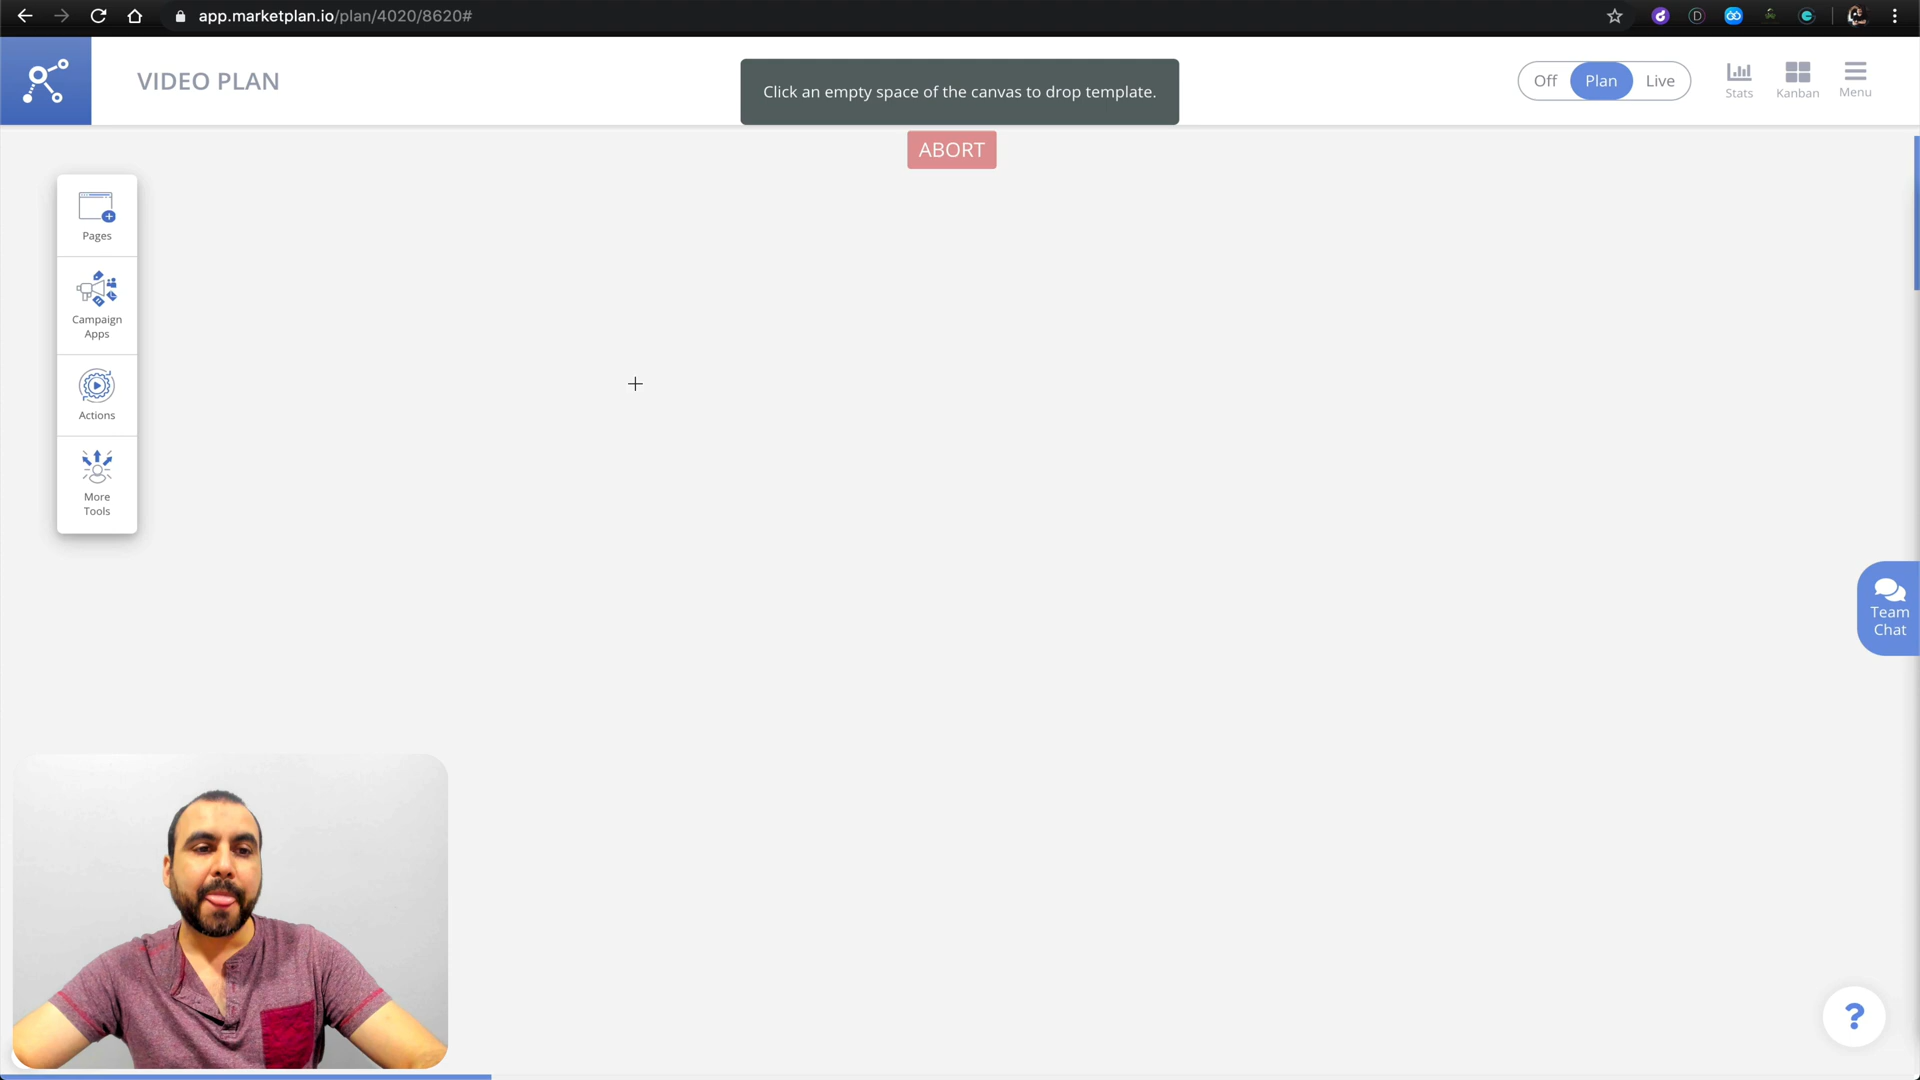 app.marketplan.io/plan/4020/8620#
VIDEO PLAN
Click an empty space of the canvas to drop template.
Off
Plan
Live
Stats
Kanban
Menu
ABORT
Pages
Campaign
Apps
Actions
More
Tools
Team
Chat
?